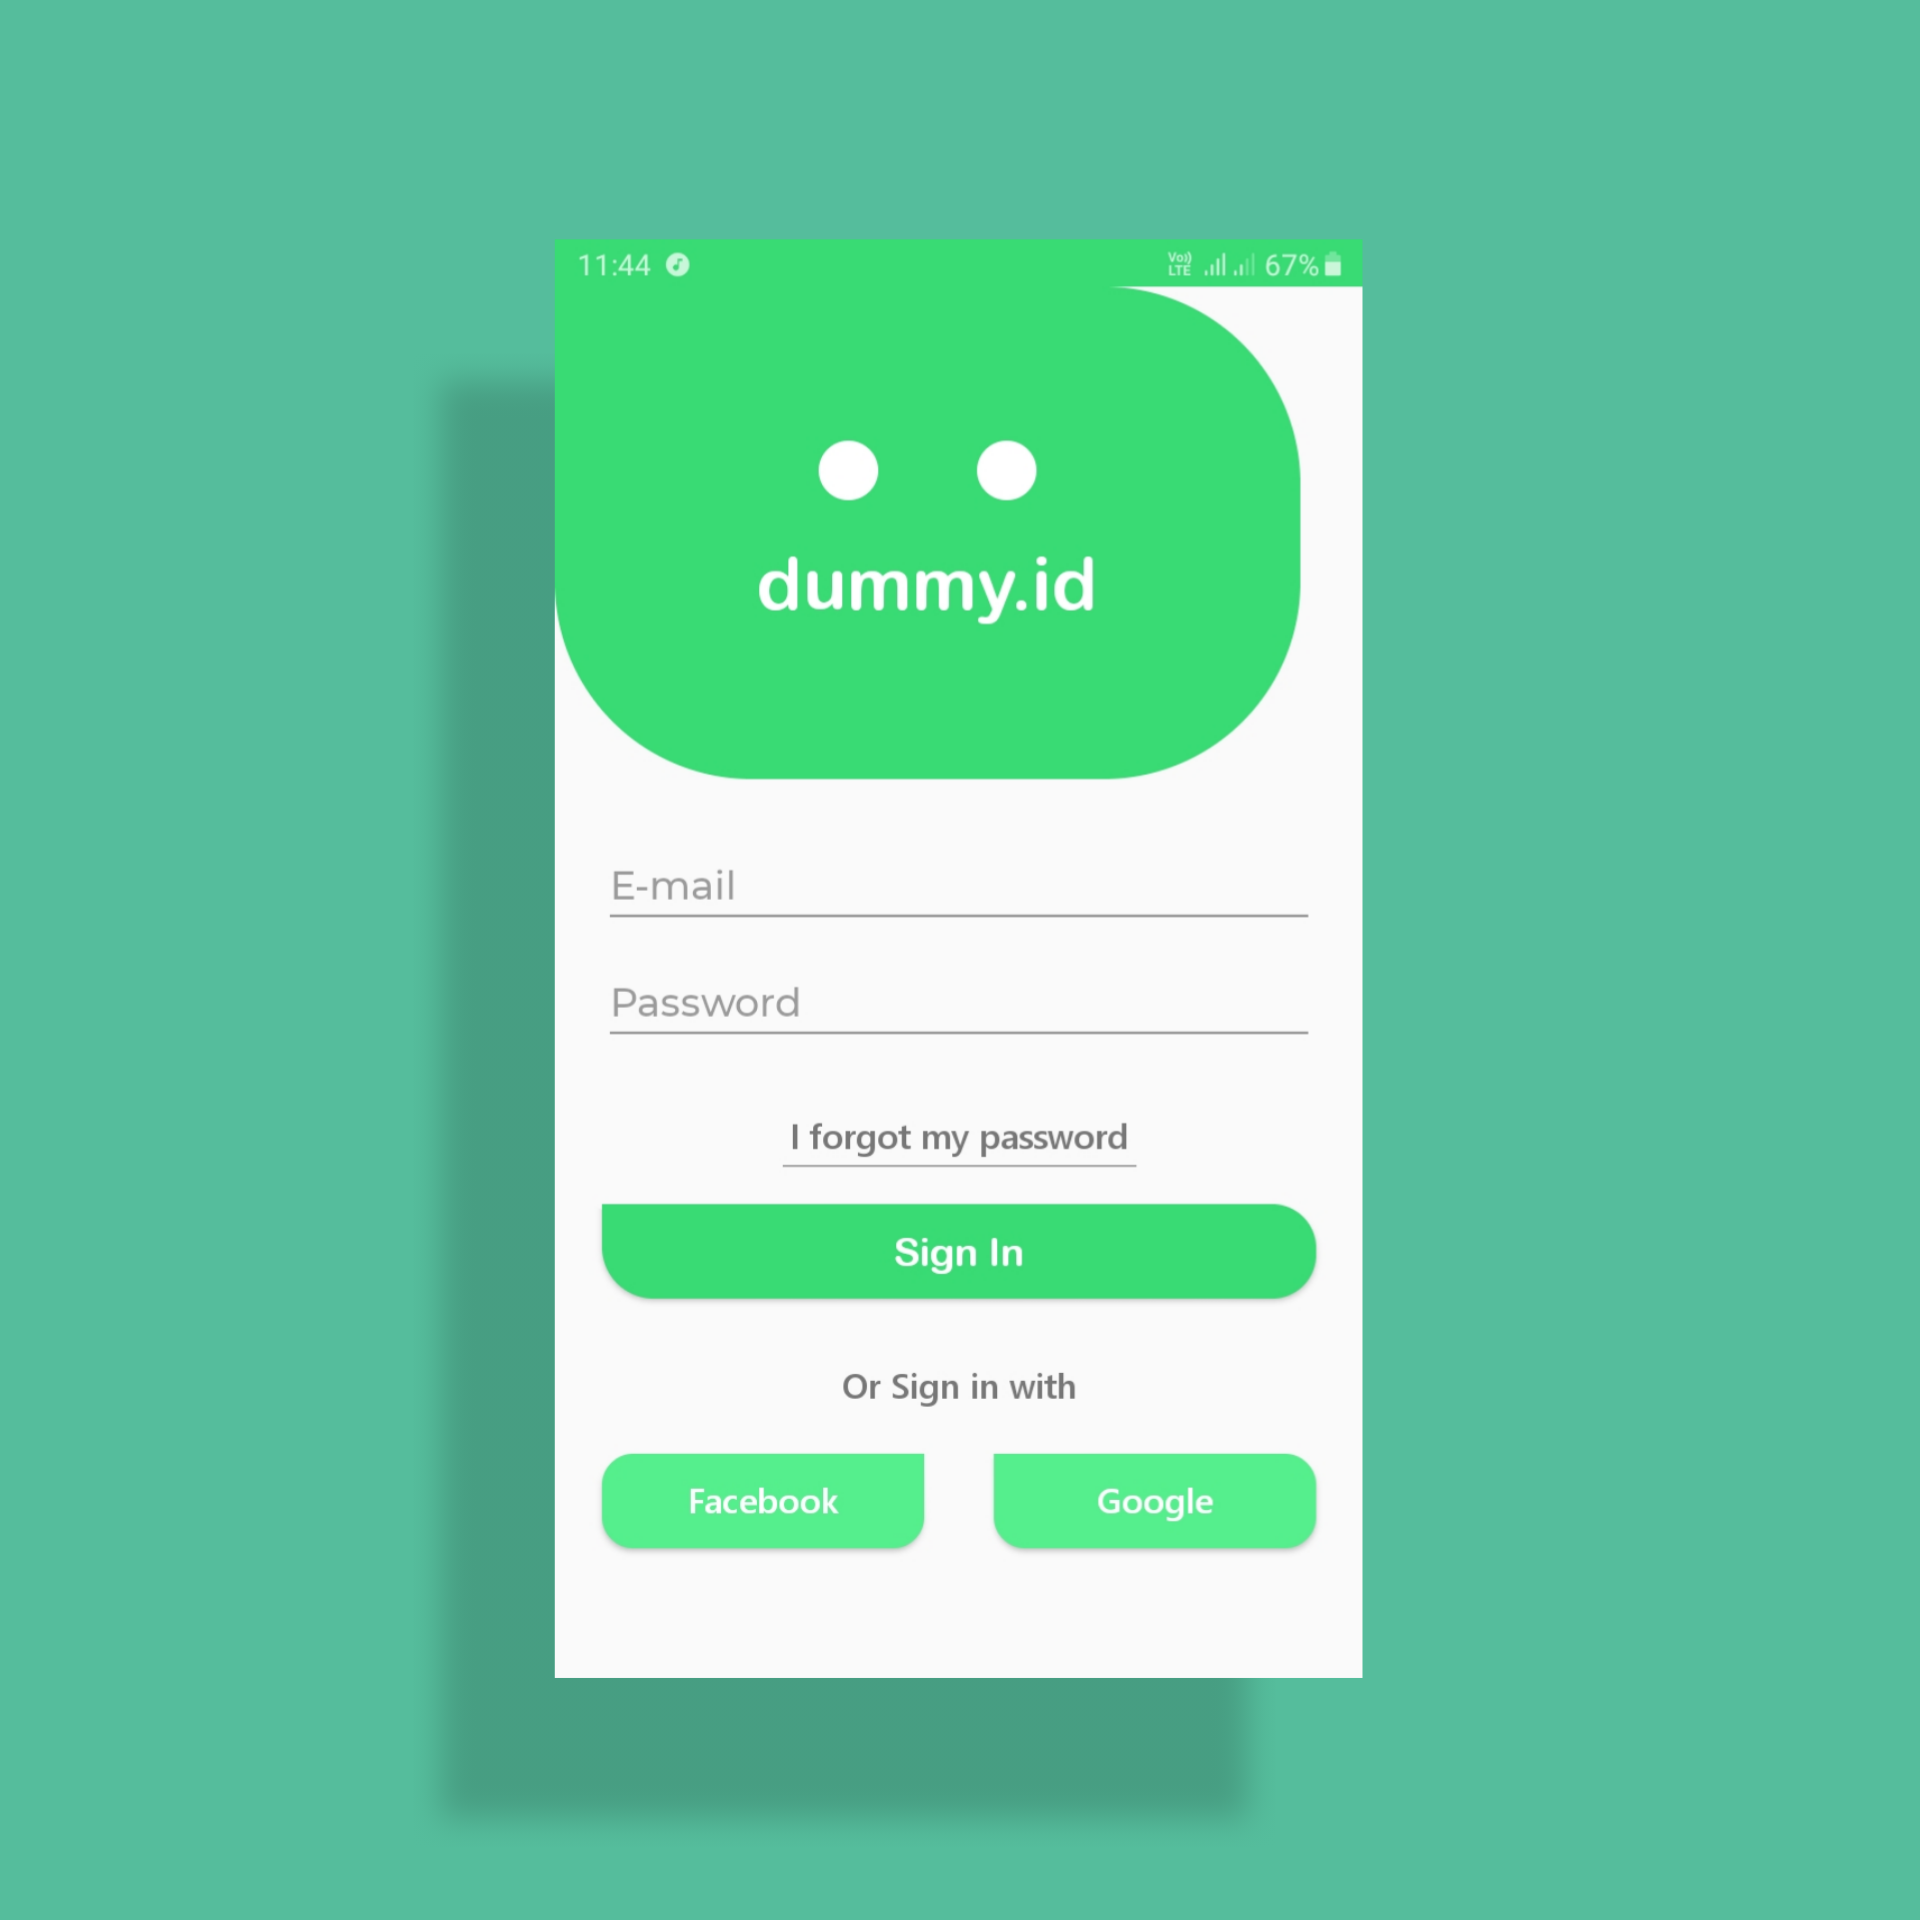 11:44 Vo)) LTE 67%
dummy.id
E-mail
Password
I forgot my password
Sign In
Or Sign in with
Facebook Google